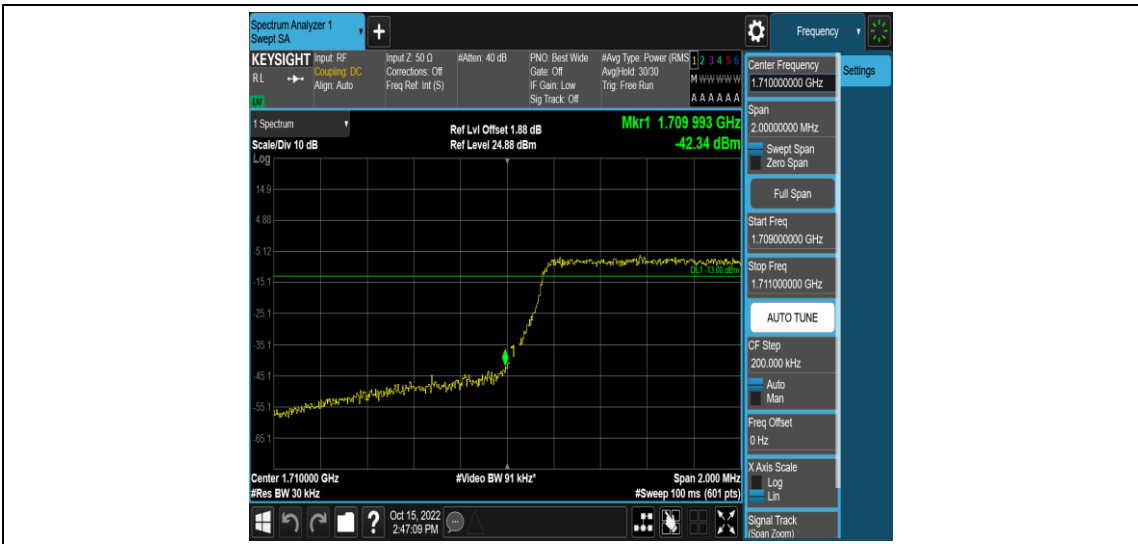 Spectrum Analyzer 1
Swept SA
+
Frequency
KEYSIGHT
RL
LXI
Input: RF
Coupling: DC
Align: Auto
Input Z: 50 Ω
Corrections: Off
Freq Ref: Int (S)
#Atten: 40 dB
PNO: Best Wide
Gate: Off
IF Gain: Low
Sig Track: Off
#Avg Type: Power (RMS
Avg|Hold: 30/30
Trig: Free Run
1 2 3 4 5 6
M W W W W W
A A A A A A
1 Spectrum
Scale/Div 10 dB
Log
Ref Lvl Offset 1.88 dB
Ref Level 24.88 dBm
Mkr1 1.709 993 GHz
-42.34 dBm
14.9
4.88
-5.12
-15.1
-25.1
-35.1
-45.1
-55.1
-65.1
DL1 -13.00 dBm
1
Center 1.710000 GHz
#Res BW 30 kHz
#Video BW 91 kHz*
Span 2.000 MHz
#Sweep 100 ms (601 pts)
Center Frequency
1.710000000 GHz
Settings
Span
2.00000000 MHz
Swept Span
Zero Span
Full Span
Start Freq
1.709000000 GHz
Stop Freq
1.711000000 GHz
AUTO TUNE
CF Step
200.000 kHz
Auto
Man
Freq Offset
0 Hz
X Axis Scale
Log
Lin
Signal Track
(Span Zoom)
?
Oct 15, 2022
2:47:09 PM